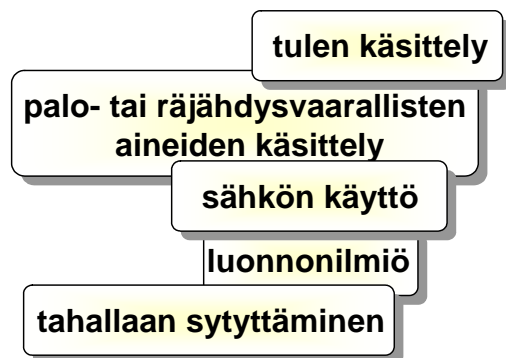 tulen käsittely
palo- tai räjähdysvaarallisten
aineiden käsittely
sähkön käyttö
luonnonilmiö
tahallaan sytyttäminen